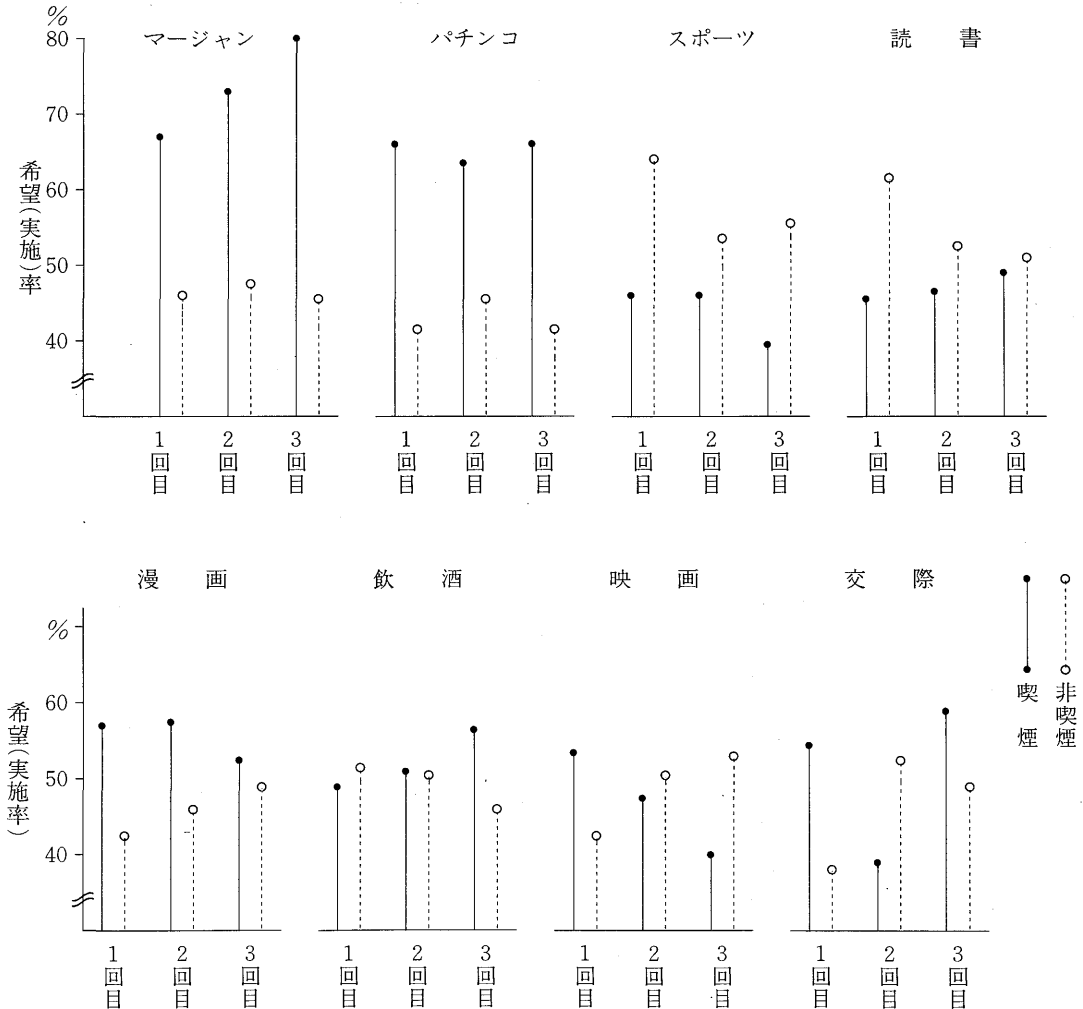 %
マージャン パチンコ スポーツ 読書
80
70
60
50
40
希望(実施)率
1回目 2回目 3回目 1回目 2回目 3回目 1回目 2回目 3回目 1回目 2回目 3回目
漫画 飲酒 映画 交際
%
60
50
40
希望(実施率)
喫煙 非喫煙
1回目 2回目 3回目 1回目 2回目 3回目 1回目 2回目 3回目 1回目 2回目 3回目